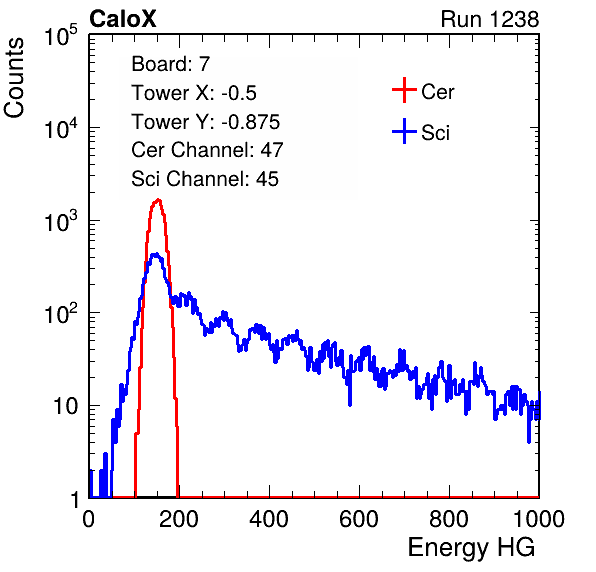 CaloX Run 1238
Counts
10^5
10^4
10^3
10^2
10
1
Board: 7
Tower X: -0.5
Tower Y: -0.875
Cer Channel: 47
Sci Channel: 45
Cer
Sci
0 200 400 600 800 1000
Energy HG